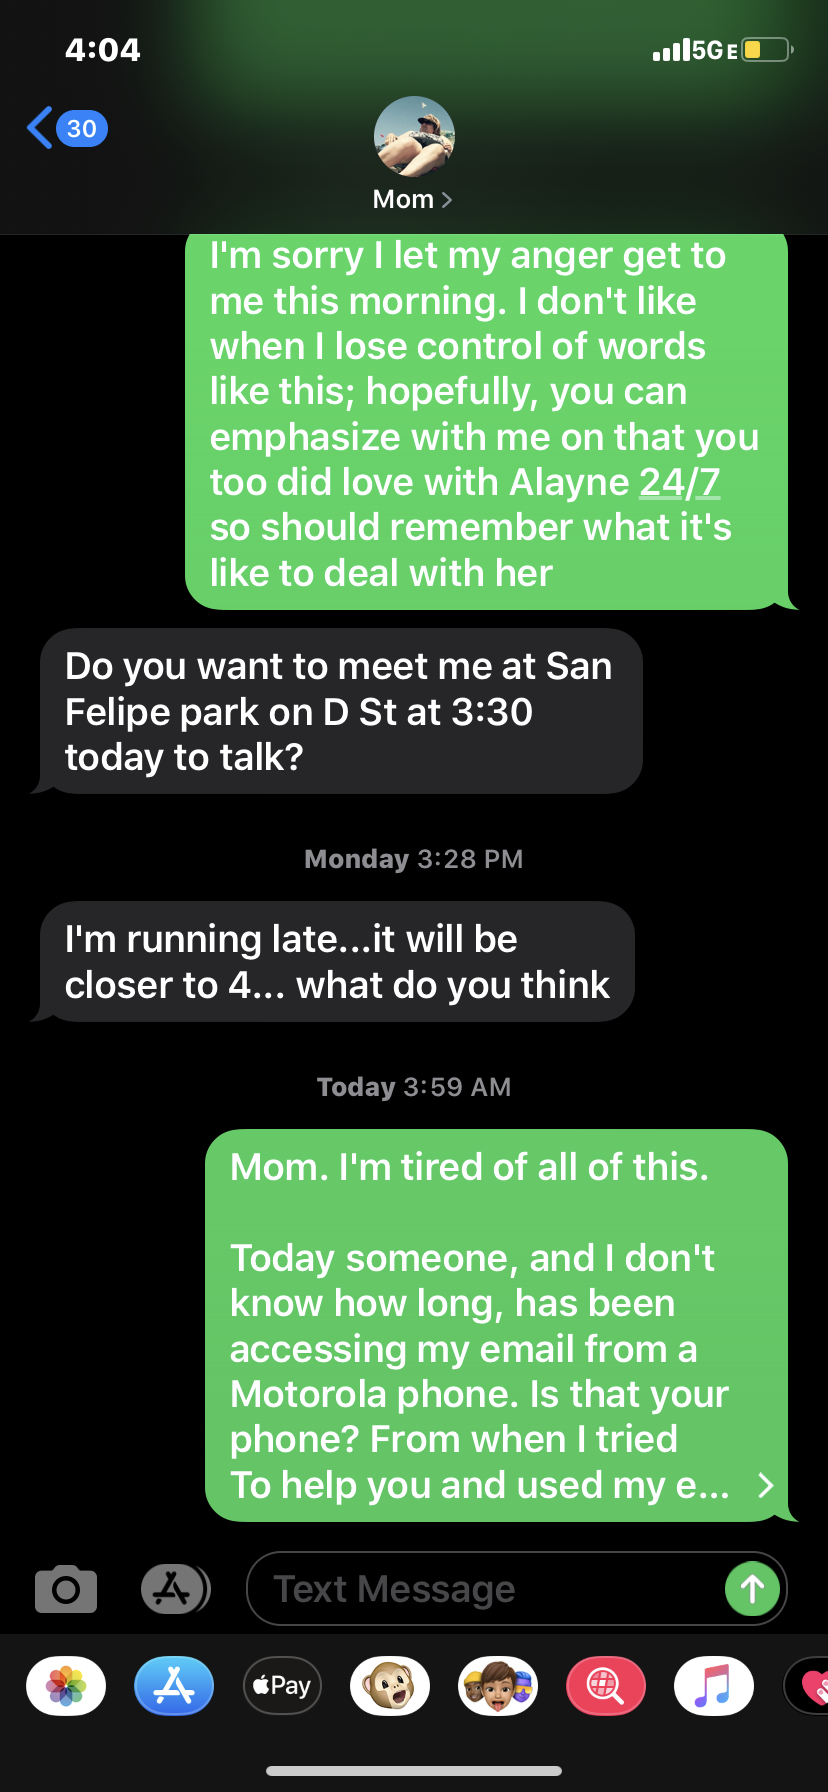 4:04
5G E
30
Mom
I'm sorry I let my anger get to
me this morning. I don't like
when I lose control of words
like this; hopefully, you can
emphasize with me on that you
too did love with Alayne 24/7
so should remember what it's
like to deal with her
Do you want to meet me at San
Felipe park on D St at 3:30
today to talk?
Monday 3:28 PM
I'm running late...it will be
closer to 4... what do you think
Today 3:59 AM
Mom. I'm tired of all of this.
Today someone, and I don't
know how long, has been
accessing my email from a
Motorola phone. Is that your
phone? From when I tried
To help you and used my e...
Text Message
Pay